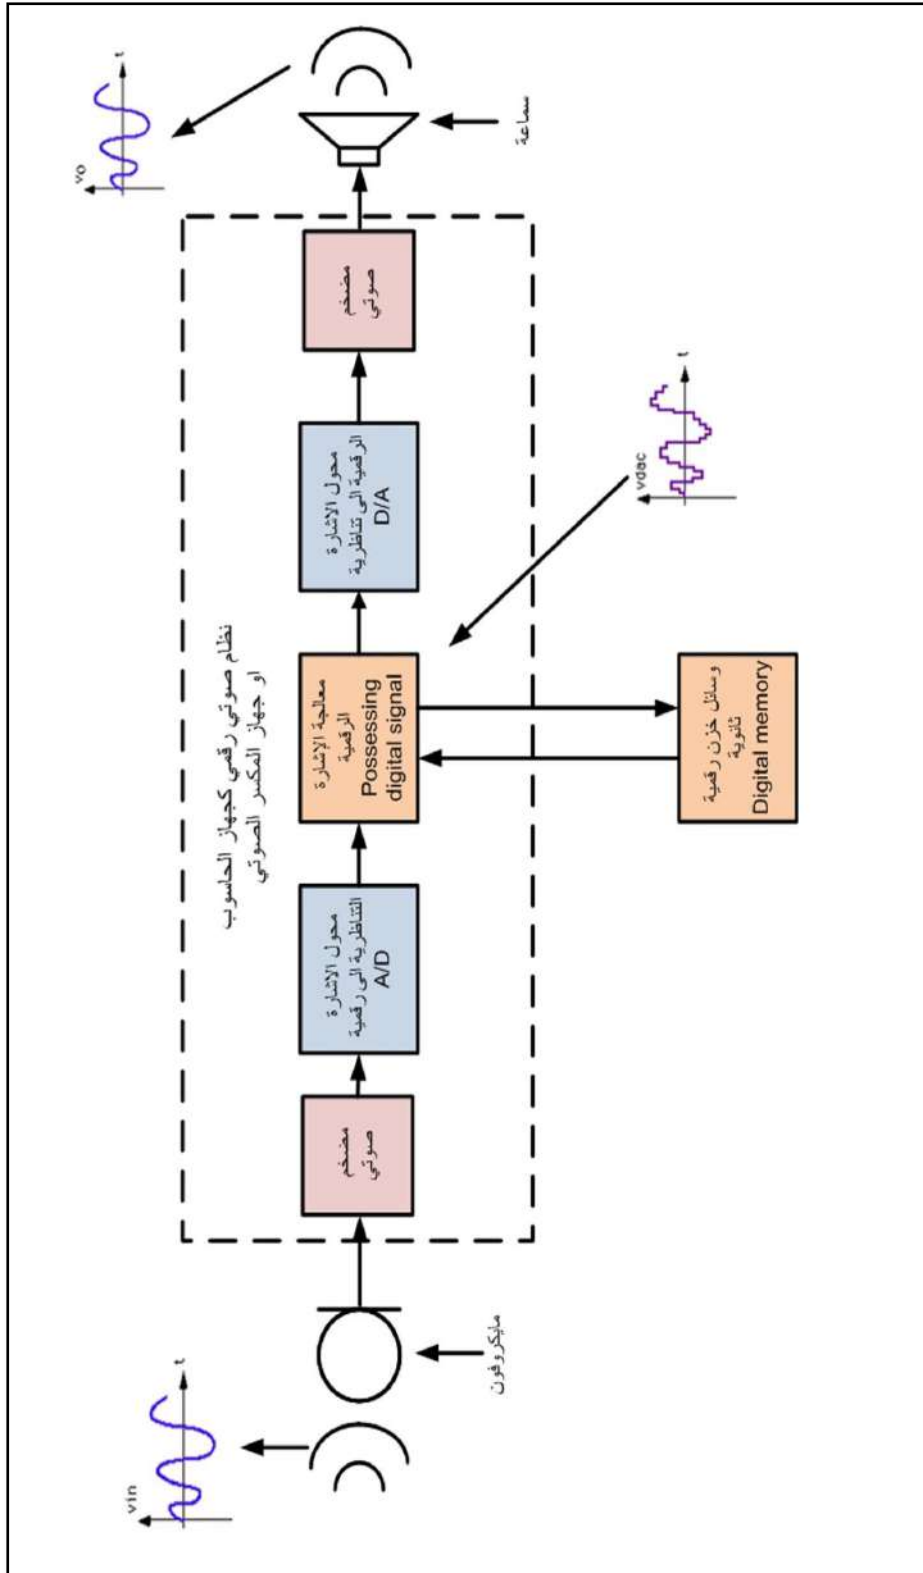 vin
t
مايكروفون
نظام صوتي رقمي كجهاز الحاسوب
او جهاز المكسر الصوتي
مضخم
صوتي
محول الاشارة
التناظرية الى رقمية
A/D
معالجة الإشارة
الرقمية
Possessing
digital signal
محول الاشارة
الرقمية الى تناظرية
D/A
مضخم
صوتي
وسائل خزن رقمية
ثانوية
Digital memory
vdac
t
سماعة
vo
t